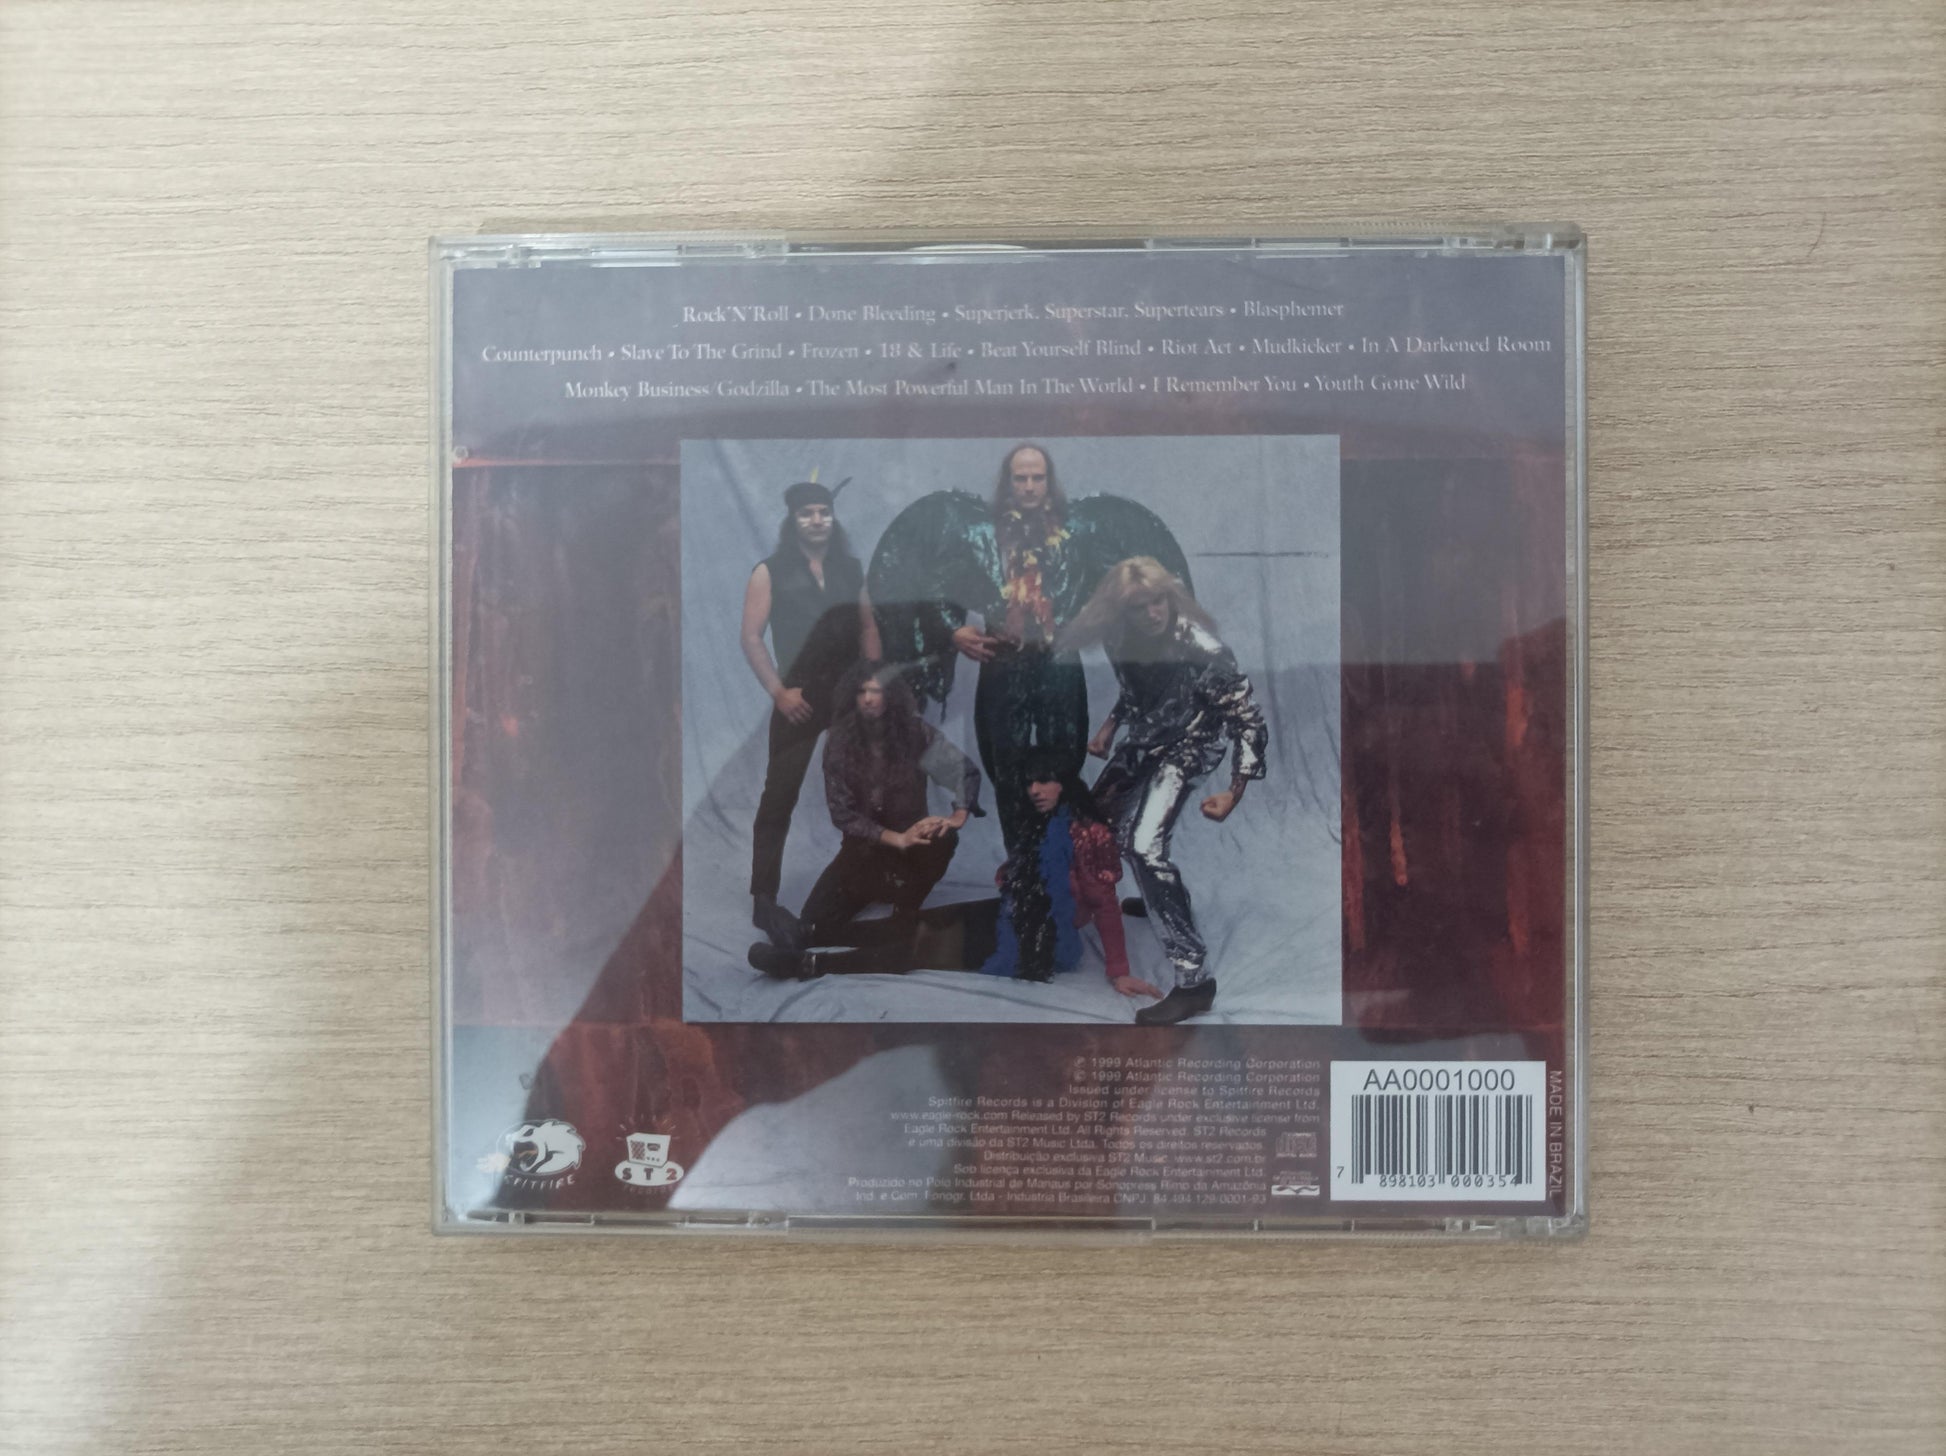 Rock´N´Roll • Done Bleeding • Superjerk, Superstar, Supertears • Blasphemer
Counterpunch • Slave To The Grind • Frozen • 18 & Life • Beat Yourself Blind • Riot Act • Mudkicker • In A Darkened Room
Monkey Business/Godzilla • The Most Powerful Man In The World • I Remember You • Youth Gone Wild
℗ 1999 Atlantic Recording Corporation
© 1999 Atlantic Recording Corporation
Issued under license to Spitfire Records
Spitfire Records is a Division of Eagle Rock Entertainment Ltd.
www.eagle-rock.com Released by ST2 Records under exclusive license from
Eagle Rock Entertainment Ltd. All Rights Reserved. ST2 Records
é uma divisão da ST2 Music Ltda. Todos os direitos reservados.
Distribuição exclusiva ST2 Music. www.st2.com.br
Sob licença exclusiva da Eagle Rock Entertainment Ltd.
Produzido no Polo Industrial de Manaus por Sonopress Rimo da Amazônia
Ind. e Com. Fonogr. Ltda - Indústria Brasileira CNPJ. 84.494.129/0001-93
SPITFIRE
ST2
records
AA0001000
7 898103 000354
MADE IN BRAZIL